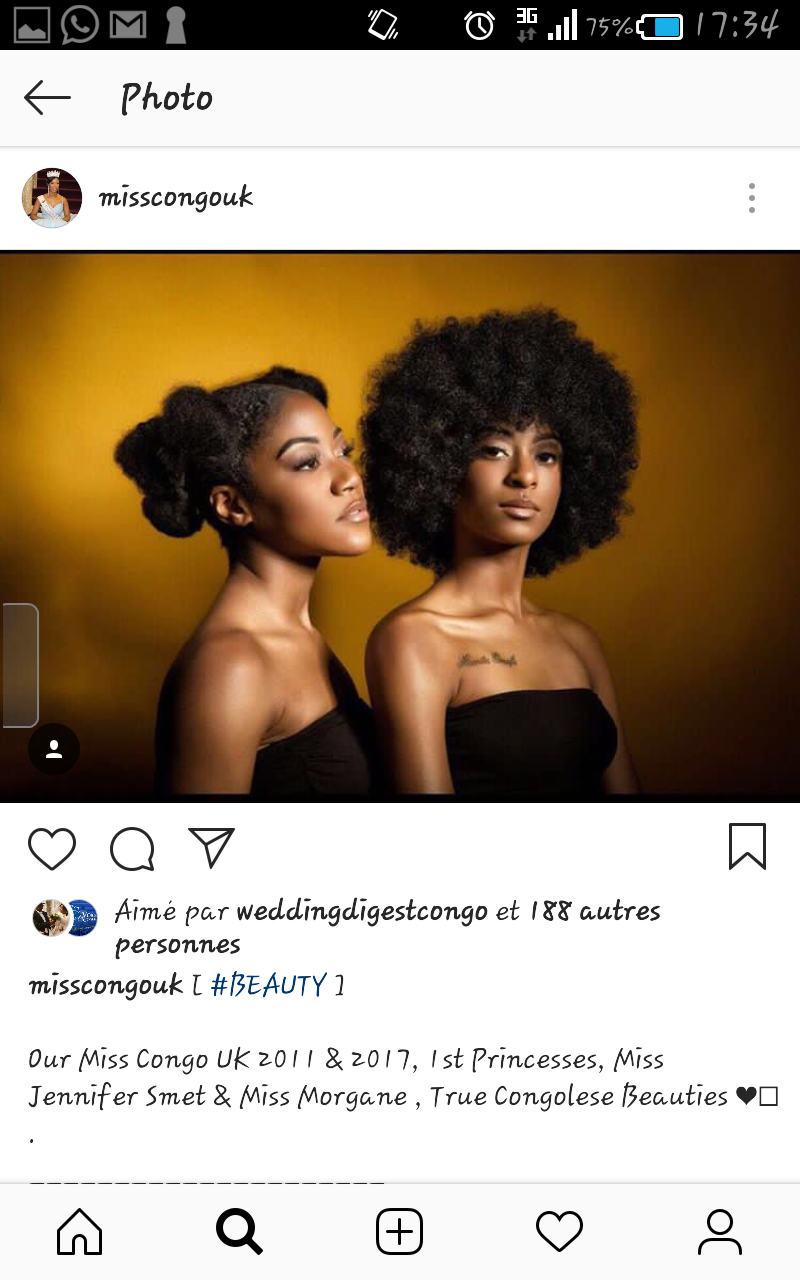 3G
75% 17:34
Photo
misscongouk
Aimé par weddingdigestcongo et 188 autres
personnes
misscongouk [ #BEAUTY ]
Our Miss Congo UK 2011 & 2017, 1st Princesses, Miss
Jennifer Smet & Miss Morgane , True Congolese Beauties ❤□
.